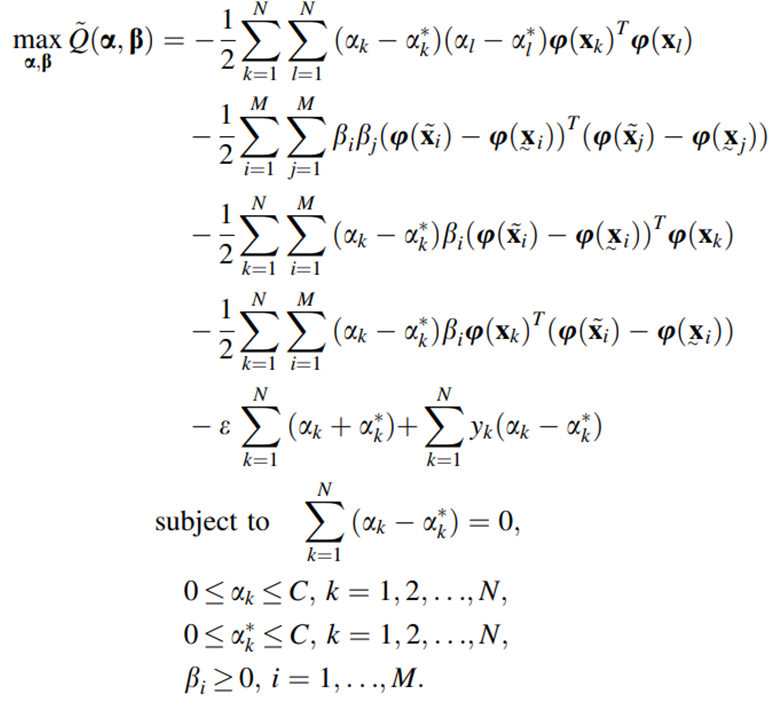 max_{α,β} Q̃(α, β) = −1/2 ∑_{k=1}^{N} ∑_{l=1}^{N} (α_k − α_k^*)(α_l − α_l^*)φ(x_k)^T φ(x_l)
− 1/2 ∑_{i=1}^{M} ∑_{j=1}^{M} β_i β_j (φ(x̃_i) − φ(x̰_i))^T (φ(x̃_j) − φ(x̰_j))
− 1/2 ∑_{k=1}^{N} ∑_{i=1}^{M} (α_k − α_k^*)β_i (φ(x̃_i) − φ(x̰_i))^T φ(x_k)
− 1/2 ∑_{k=1}^{N} ∑_{i=1}^{M} (α_k − α_k^*)β_i φ(x_k)^T (φ(x̃_i) − φ(x̰_i))
− ε ∑_{k=1}^{N} (α_k + α_k^*) + ∑_{k=1}^{N} y_k(α_k − α_k^*)
subject to ∑_{k=1}^{N} (α_k − α_k^*) = 0,
0 ≤ α_k ≤ C, k = 1, 2, …, N,
0 ≤ α_k^* ≤ C, k = 1, 2, …, N,
β_i ≥ 0, i = 1, …, M.